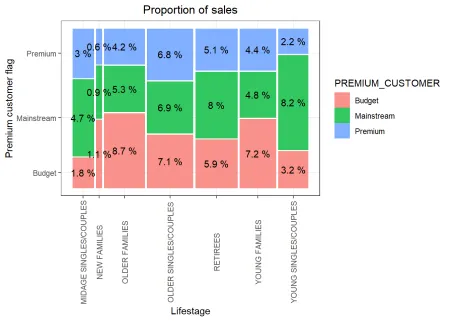 Proportion of sales
Premium customer flag
Premium
Mainstream
Budget
3 %
0.6 %
4.2 %
6.8 %
5.1 %
4.4 %
2.2 %
4.7 %
0.9 %
5.3 %
6.9 %
8 %
4.8 %
8.2 %
1.8 %
1.1 %
8.7 %
7.1 %
5.9 %
7.2 %
3.2 %
MIDAGE SINGLES/COUPLES
NEW FAMILIES
OLDER FAMILIES
OLDER SINGLES/COUPLES
RETIREES
YOUNG FAMILIES
YOUNG SINGLES/COUPLES
Lifestage
PREMIUM_CUSTOMER
Budget
Mainstream
Premium